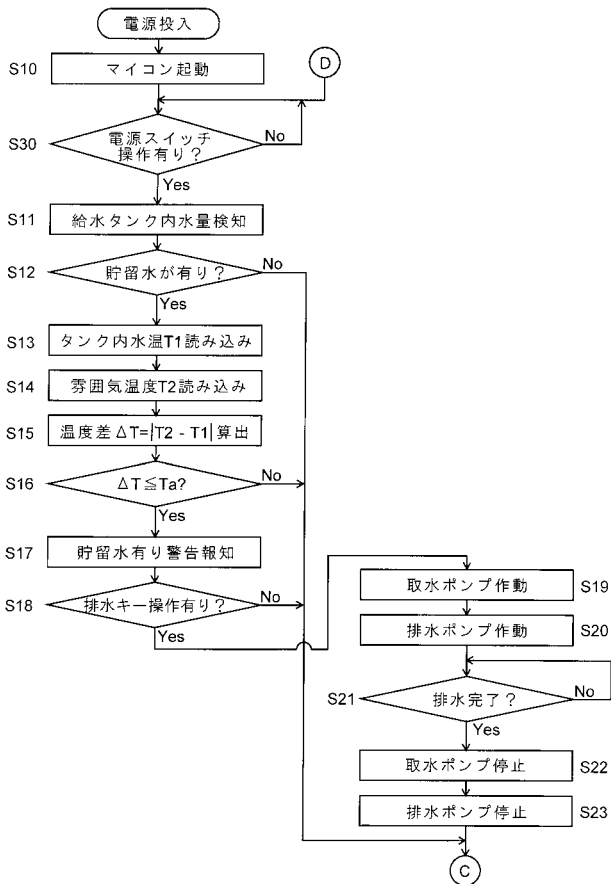 電源投入
S10
マイコン起動
D
S30
電源スイッチ
操作有り?
No
Yes
S11
給水タンク内水量検知
S12
貯留水が有り?
No
Yes
S13
タンク内水温T1読み込み
S14
雰囲気温度T2読み込み
S15
温度差ΔT=|T2 - T1|算出
S16
ΔT≦Ta?
No
Yes
S17
貯留水有り警告報知
S18
排水キー操作有り?
No
Yes
取水ポンプ作動
S19
排水ポンプ作動
S20
S21
排水完了?
No
Yes
取水ポンプ停止
S22
排水ポンプ停止
S23
C